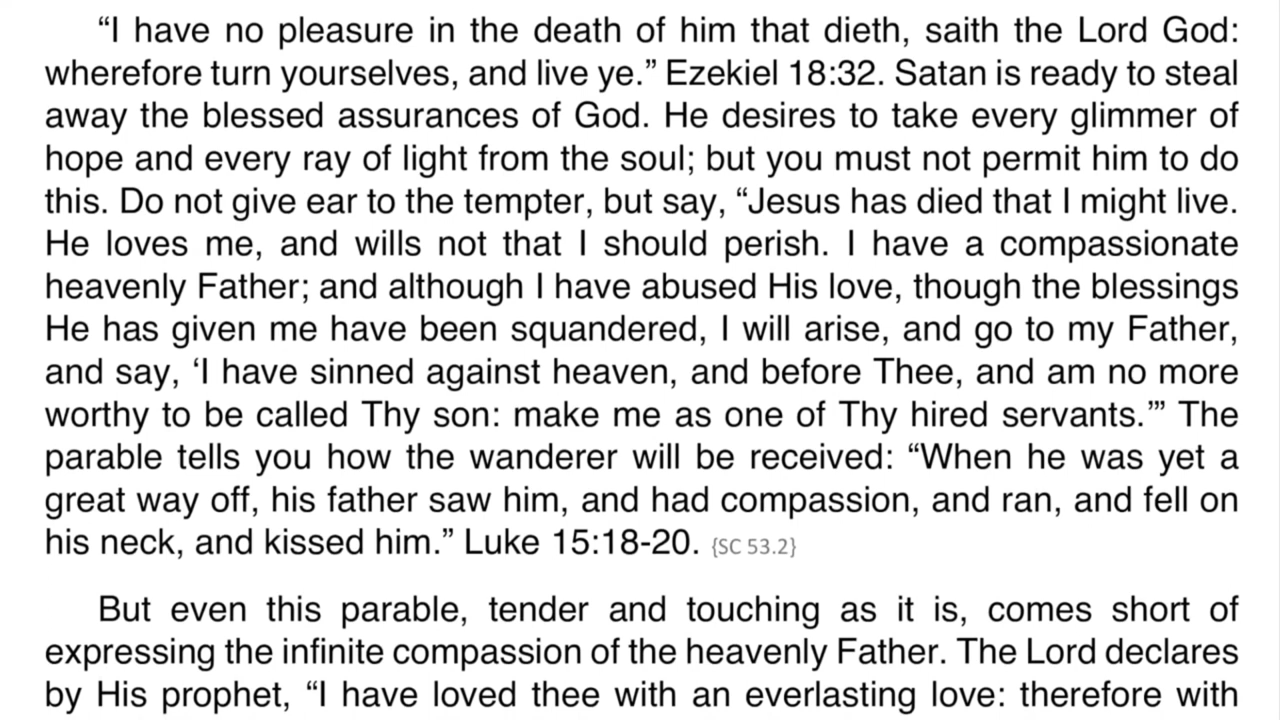 “I have no pleasure in the death of him that dieth, saith the Lord God:
wherefore turn yourselves, and live ye.” Ezekiel 18:32. Satan is ready to steal
away the blessed assurances of God. He desires to take every glimmer of
hope and every ray of light from the soul; but you must not permit him to do
this. Do not give ear to the tempter, but say, “Jesus has died that I might live.
He loves me, and wills not that I should perish. I have a compassionate
heavenly Father; and although I have abused His love, though the blessings
He has given me have been squandered, I will arise, and go to my Father,
and say, ‘I have sinned against heaven, and before Thee, and am no more
worthy to be called Thy son: make me as one of Thy hired servants.’” The
parable tells you how the wanderer will be received: “When he was yet a
great way off, his father saw him, and had compassion, and ran, and fell on
his neck, and kissed him.” Luke 15:18-20. {SC 53.2}
But even this parable, tender and touching as it is, comes short of
expressing the infinite compassion of the heavenly Father. The Lord declares
by His prophet, “I have loved thee with an everlasting love: therefore with